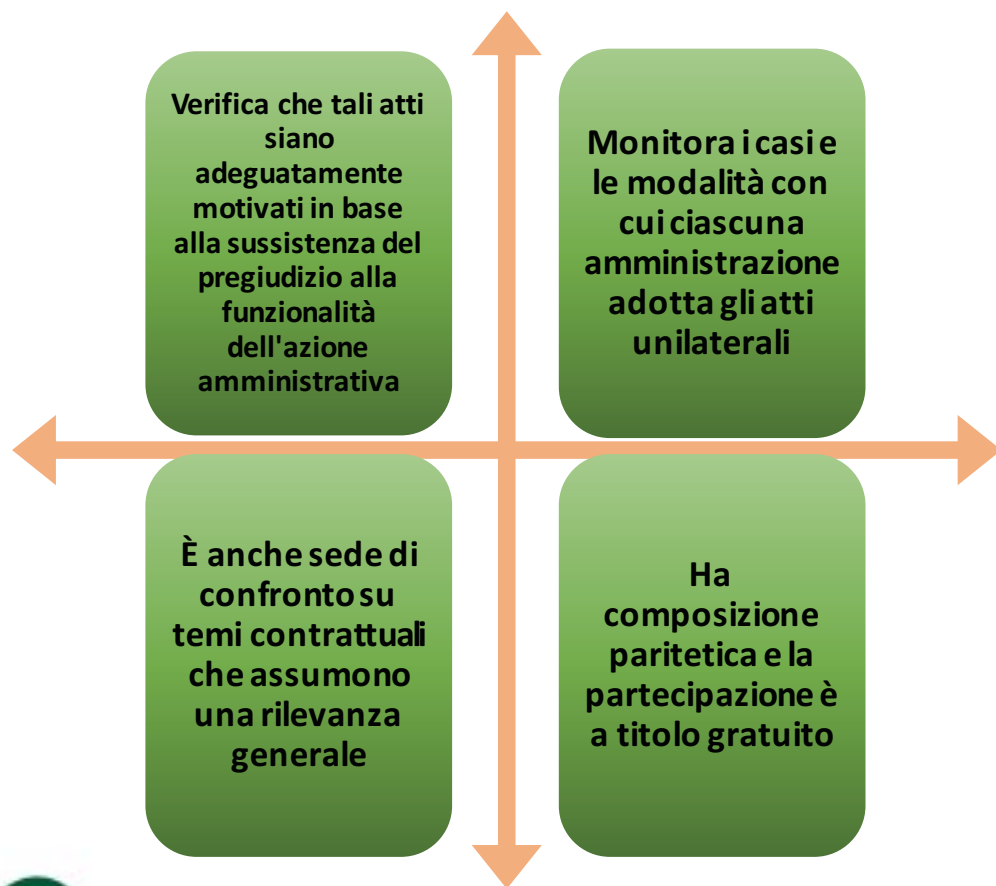 Verifica che tali atti
siano
adeguatamente
motivati in base
alla sussistenza del
pregiudizio alla
funzionalità
dell'azione
amministrativa
Monitora i casi e
le modalità con
cui ciascuna
amministrazione
adotta gli atti
unilaterali
È anche sede di
confronto su
temi contrattuali
che assumono
una rilevanza
generale
Ha
composizione
paritetica e la
partecipazione è
a titolo gratuito